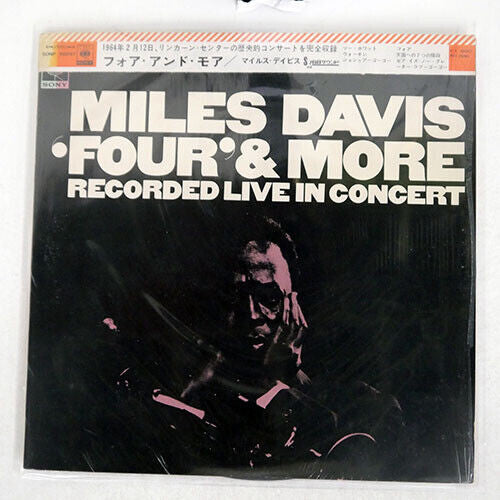 1964年2月12日、リンカーン・センターの歴史的コンサートを完全収録
フォア・アンド・モア/マイルス・デイビス
SONP
SONY
MILES DAVIS
'FOUR' & MORE
RECORDED LIVE IN CONCERT